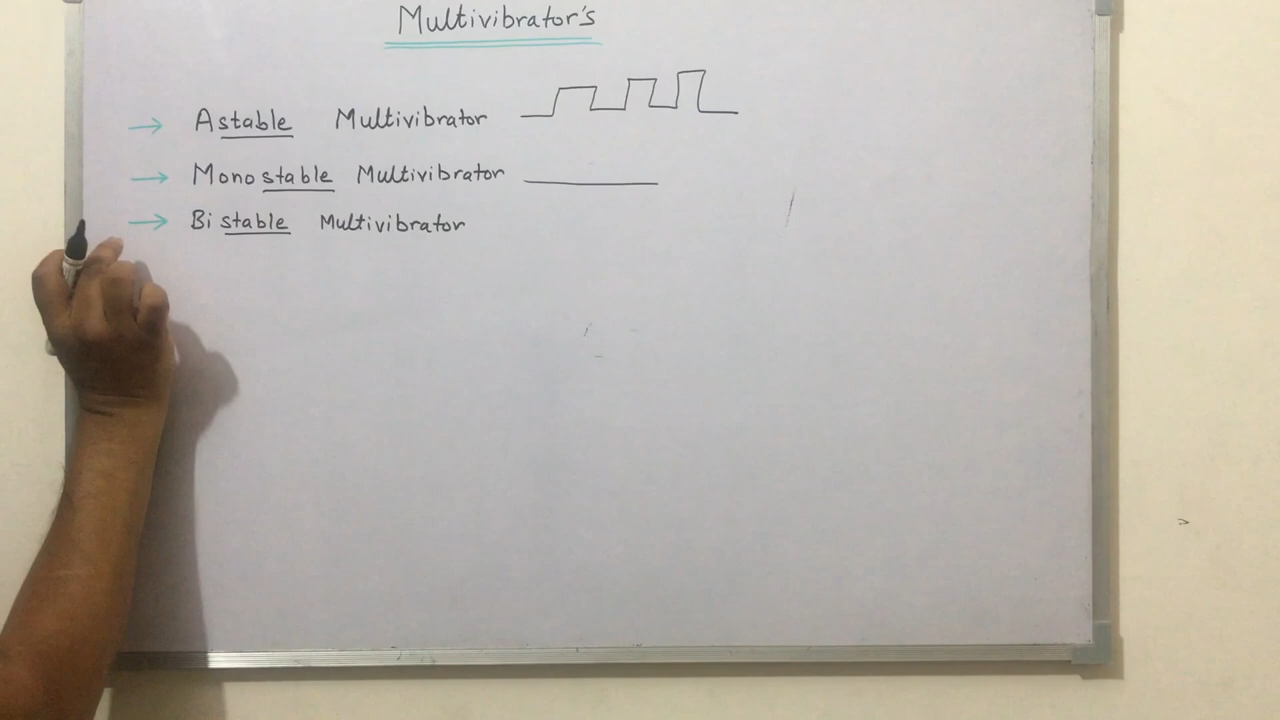 Multivibrator's
→ Astable Multivibrator
→ Monostable Multivibrator
→ Bistable Multivibrator